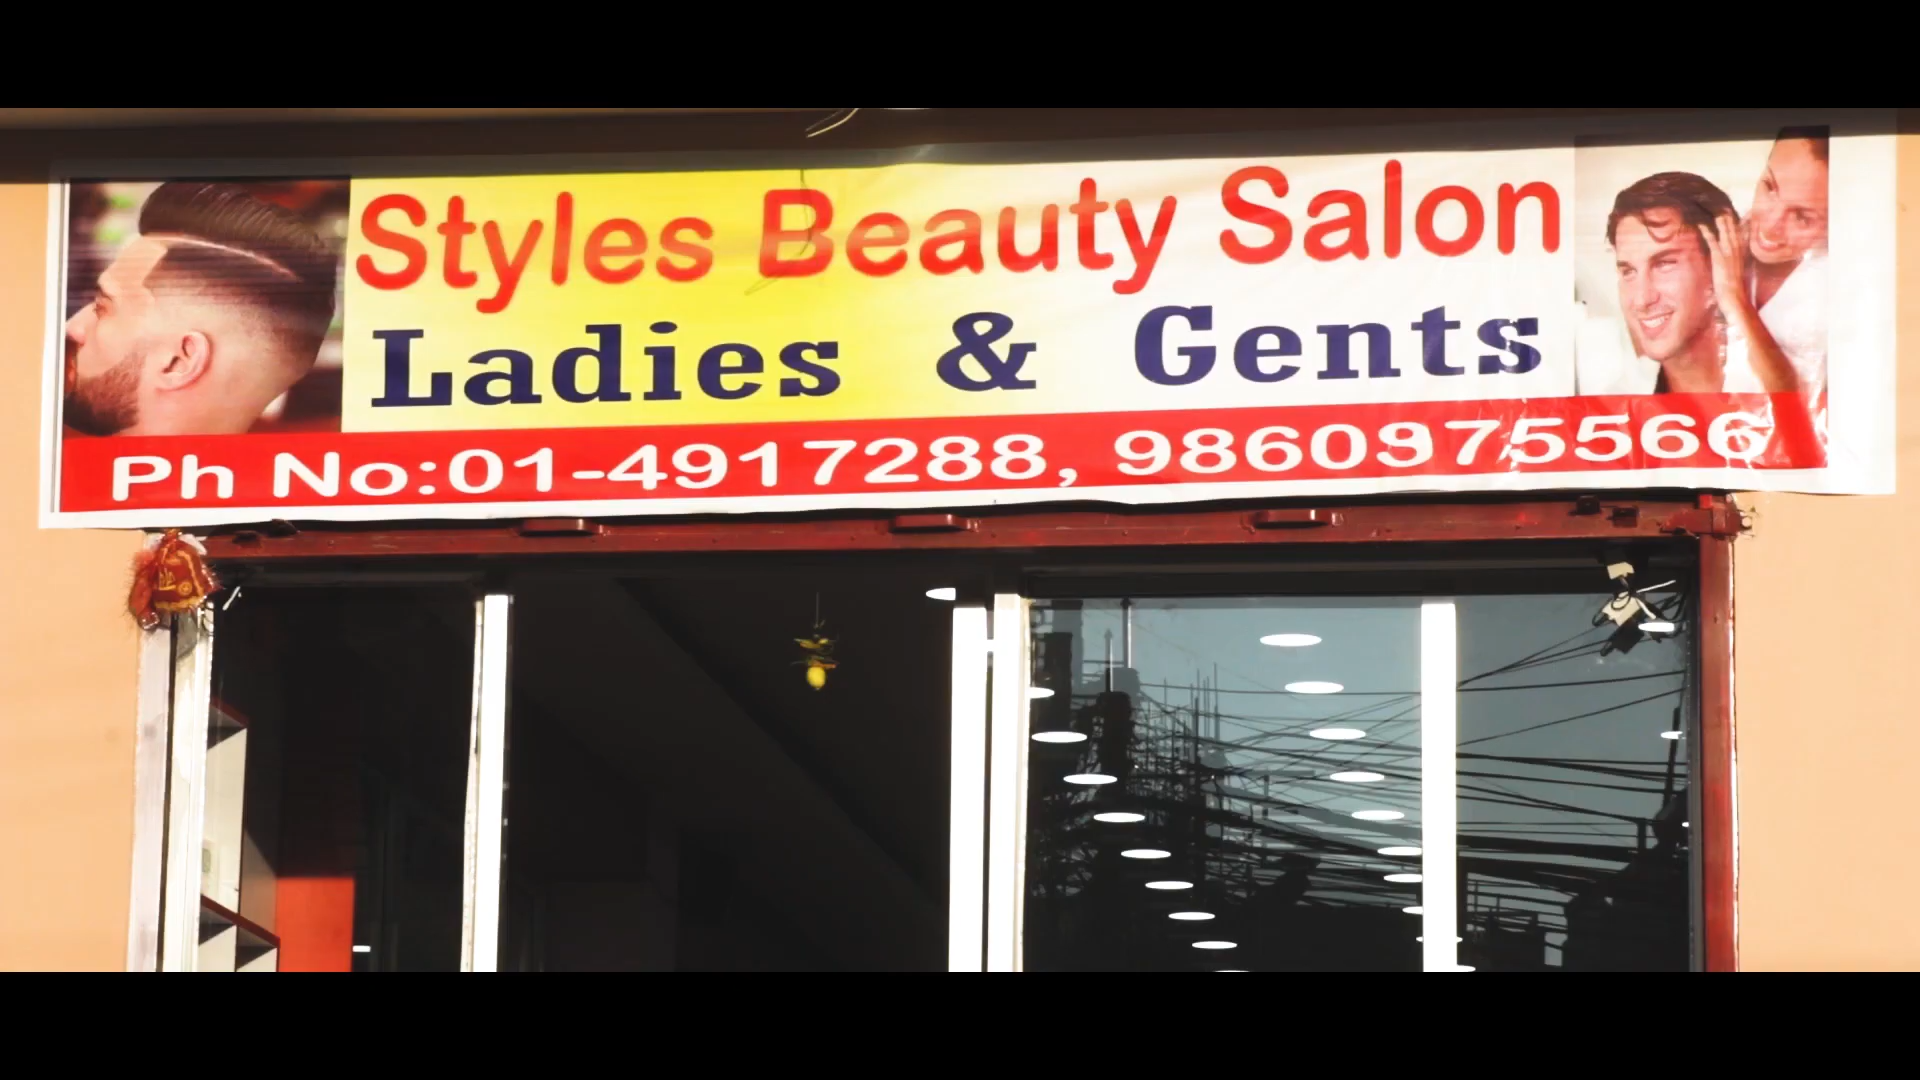 Styles Beauty Salon
Ladies & Gents
Ph No:01-4917288, 9860975566